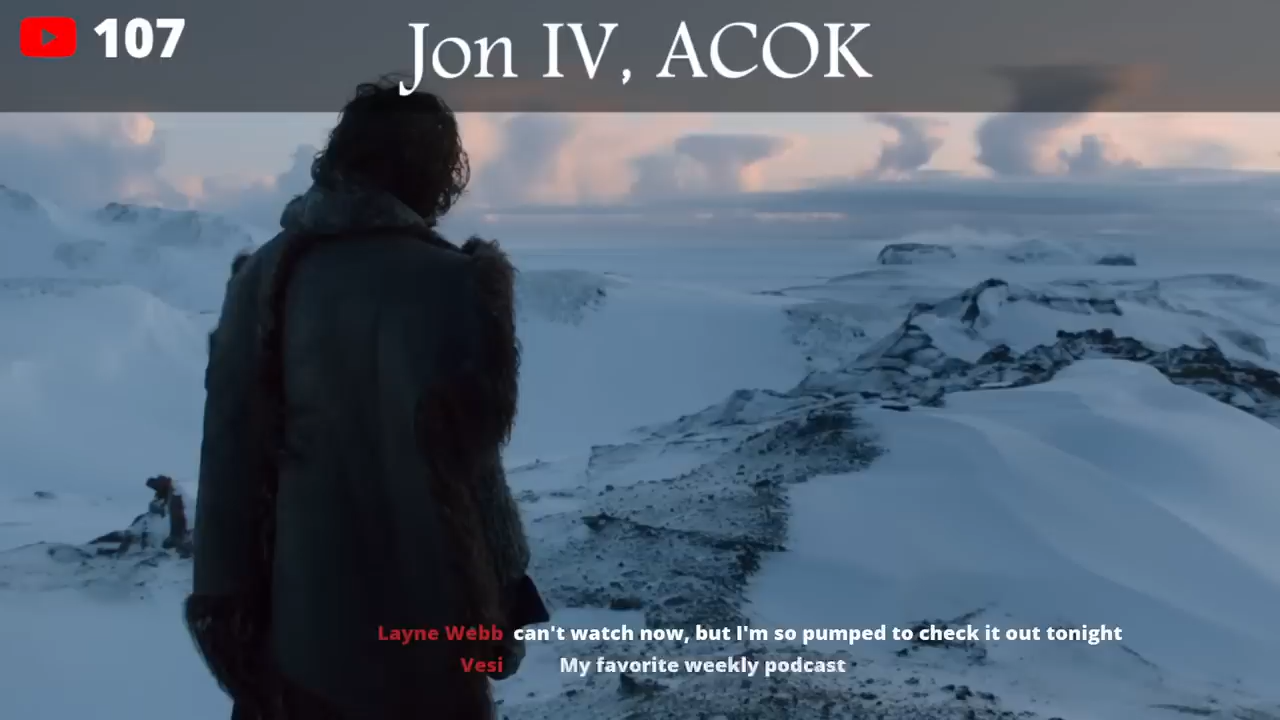 107
Jon IV, ACOK
Layne Webb can't watch now, but I'm so pumped to check it out tonight
Vesi My favorite weekly podcast